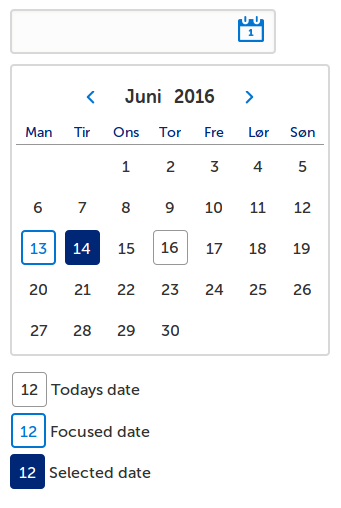 1
Juni 2016
Man Tir Ons Tor Fre Lør Søn
1 2 3 4 5
6 7 8 9 10 11 12
13 14 15 16 17 18 19
20 21 22 23 24 25 26
27 28 29 30
12 Todays date
12 Focused date
12 Selected date